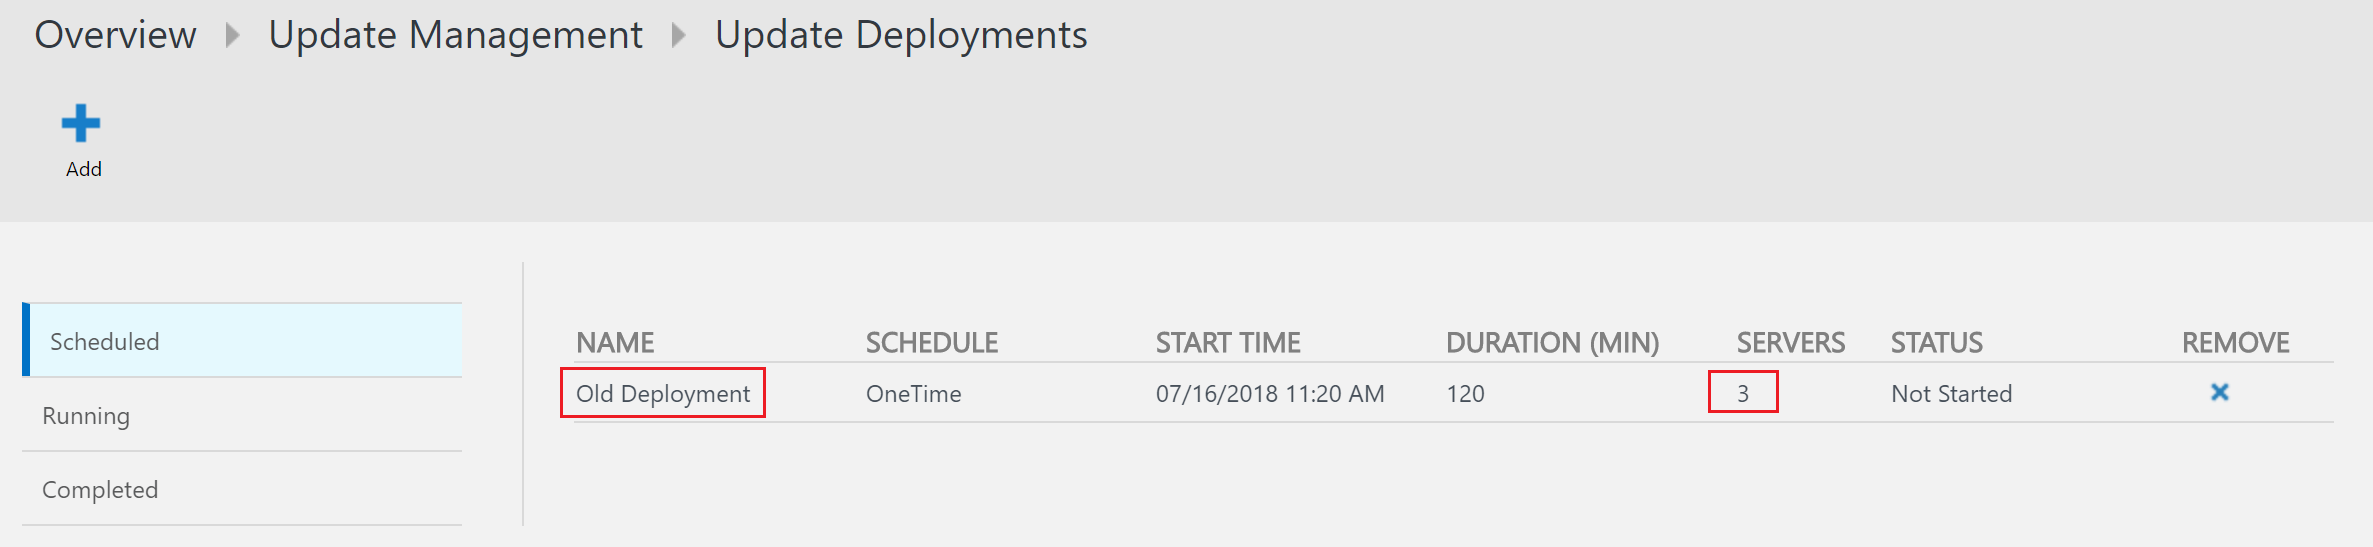 Overview Update Management Update Deployments
Add
Scheduled
Running
Completed
NAME SCHEDULE START TIME DURATION (MIN) SERVERS STATUS REMOVE
Old Deployment OneTime 07/16/2018 11:20 AM 120 3 Not Started